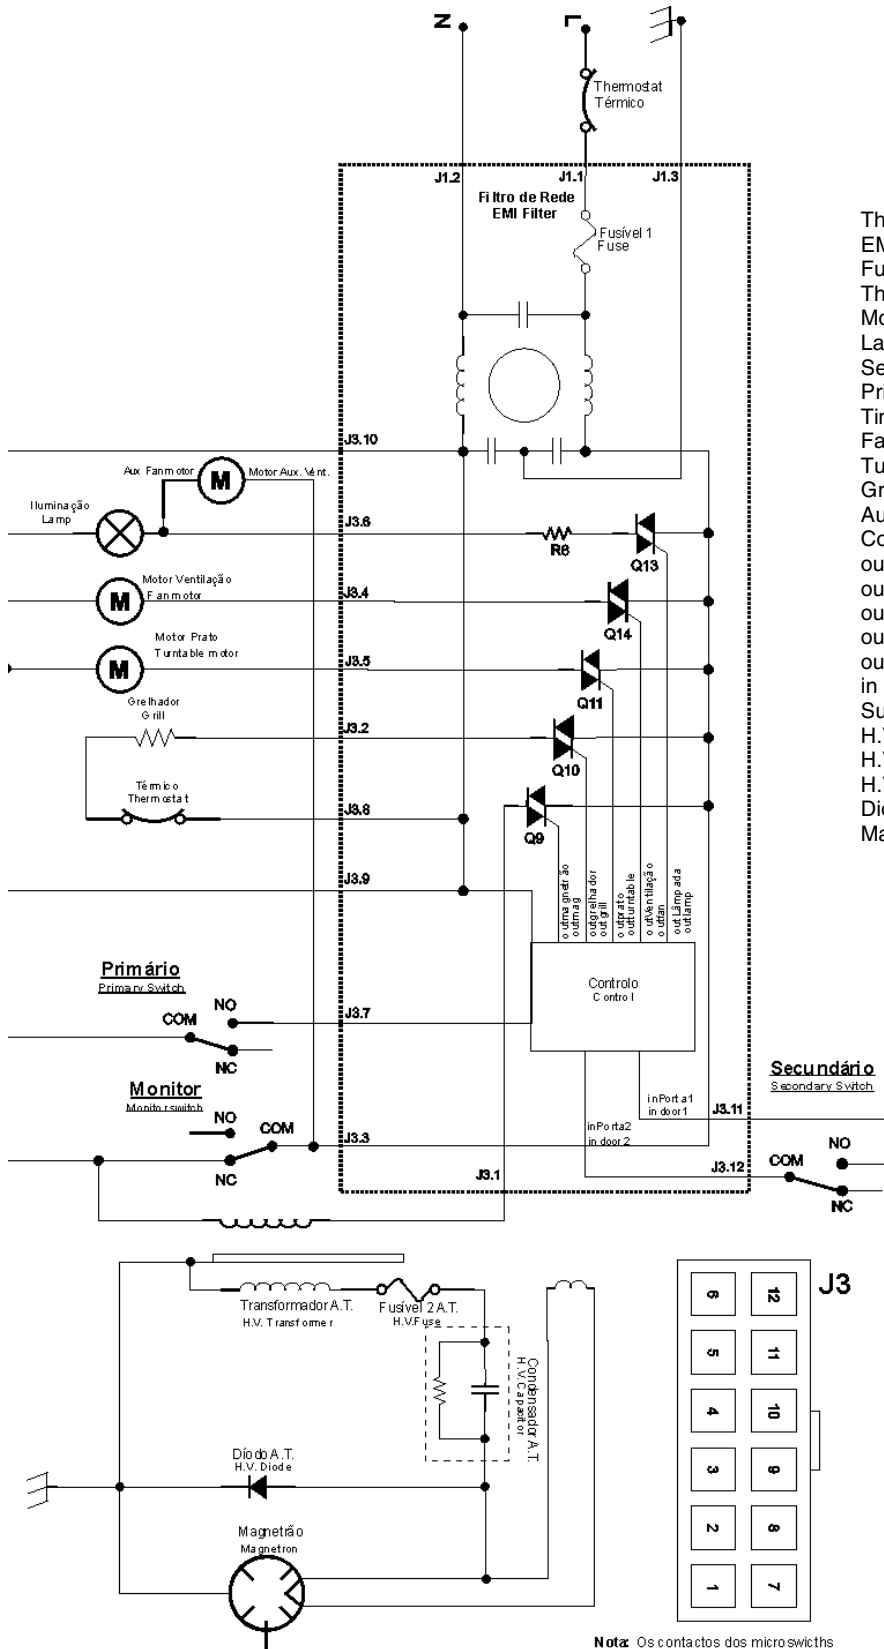 N
L
Thermostat
Térmico
J1.2
J1.1
J1.3
Filtro de Rede
EMI Filter
Fusível 1
Fuse
J3.10
Aux Fanmotor
M
Motor Aux. Vent.
Iluminação
Lamp
J3.6
R6
Q13
Motor Ventilação
Fanmotor
M
J3.4
Q14
Motor Prato
Turntable motor
M
J3.5
Q11
Grelhador
Grill
J3.2
Q10
Térmico
Thermostat
J3.8
Q9
J3.9
outmagnetrão
outmag
outgrelhador
outgrill
outprato
outturntable
outVentilação
outfan
outLâmpada
outlamp
Controlo
Control
Primário
Primary Switch
NO
COM
NC
J3.7
Monitor
Monitorswitch
NO
COM
NC
J3.3
inPorta1
in door1
J3.11
inPorta2
in door2
J3.12
J3.1
Secundário
Secondary Switch
NO
COM
NC
Transformador A.T.
H.V. Transformer
Fusível 2 A.T.
H.V.Fuse
Condensador A.T.
H.V.Capacitor
Díodo A.T.
H.V. Diode
Magnetrão
Magnetron
J3
6 12
5 11
4 10
3 9
2 8
1 7
Nota: Os contactos dos microswicths
Th
EM
Fu
Th
Mo
La
Se
Pri
Tir
Fa
Tu
Gr
Au
Co
ou
ou
ou
ou
ou
in
Su
H.V
H.V
H.V
Dio
Ma